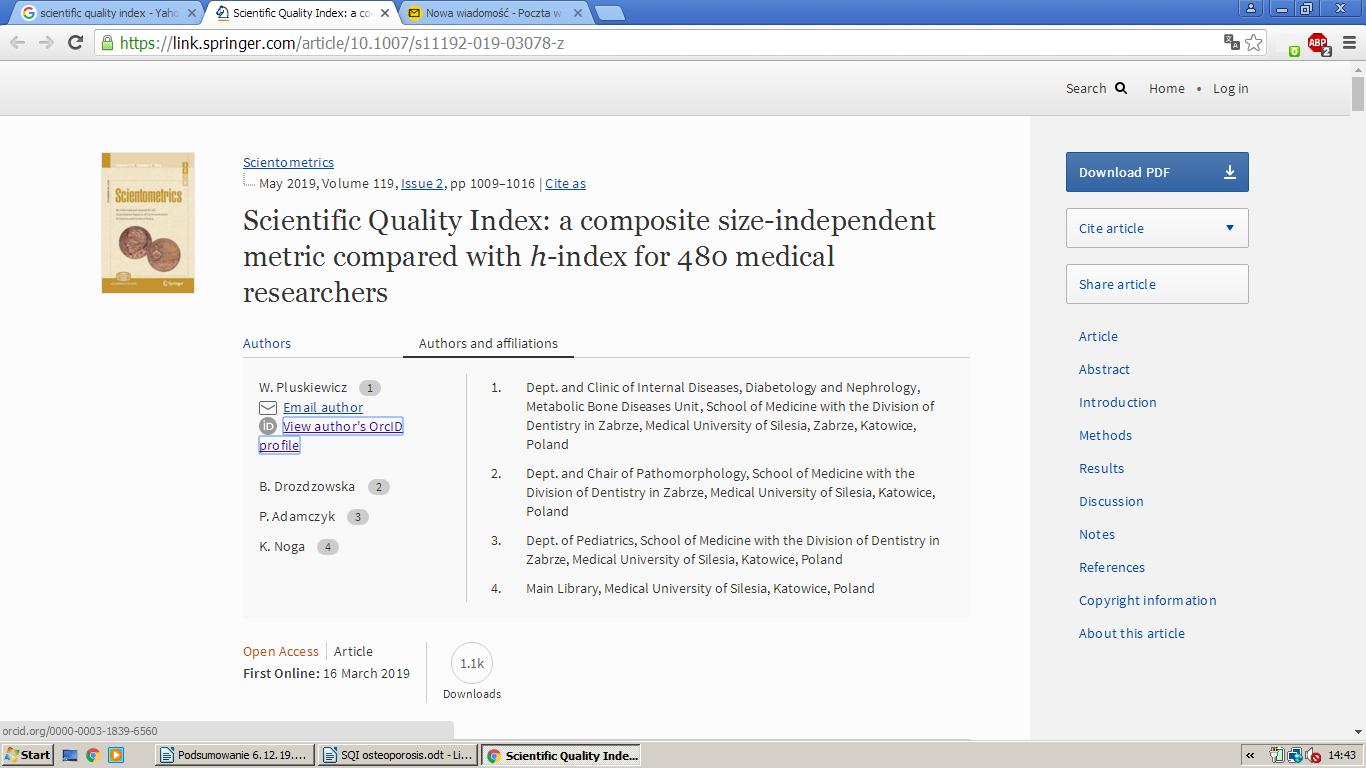 scientific quality index - Yaho
Scientific Quality Index: a co
Nowa wiadomość - Poczta w
https://link.springer.com/article/10.1007/s11192-019-03078-z
ABP
0
2
Search Home • Log in
Scientometrics
Scientometrics
May 2019, Volume 119, Issue 2, pp 1009–1016 | Cite as
Scientific Quality Index: a composite size-independent
metric compared with h-index for 480 medical
researchers
Authors
Authors and affiliations
W. Pluskiewicz 1
Email author
iD View author's OrcID
profile
B. Drozdzowska 2
P. Adamczyk 3
K. Noga 4
1. Dept. and Clinic of Internal Diseases, Diabetology and Nephrology,
Metabolic Bone Diseases Unit, School of Medicine with the Division of
Dentistry in Zabrze, Medical University of Silesia, Zabrze, Katowice,
Poland
2. Dept. and Chair of Pathomorphology, School of Medicine with the
Division of Dentistry in Zabrze, Medical University of Silesia, Katowice,
Poland
3. Dept. of Pediatrics, School of Medicine with the Division of Dentistry in
Zabrze, Medical University of Silesia, Katowice, Poland
4. Main Library, Medical University of Silesia, Katowice, Poland
Open Access Article
First Online: 16 March 2019
1.1k
Downloads
Download PDF
Cite article
Share article
Article
Abstract
Introduction
Methods
Results
Discussion
Notes
References
Copyright information
About this article
orcid.org/0000-0003-1839-6560
Start
Podsumowanie 6.12.19....
SQI osteoporosis.odt - Li...
Scientific Quality Inde...
«
14:43